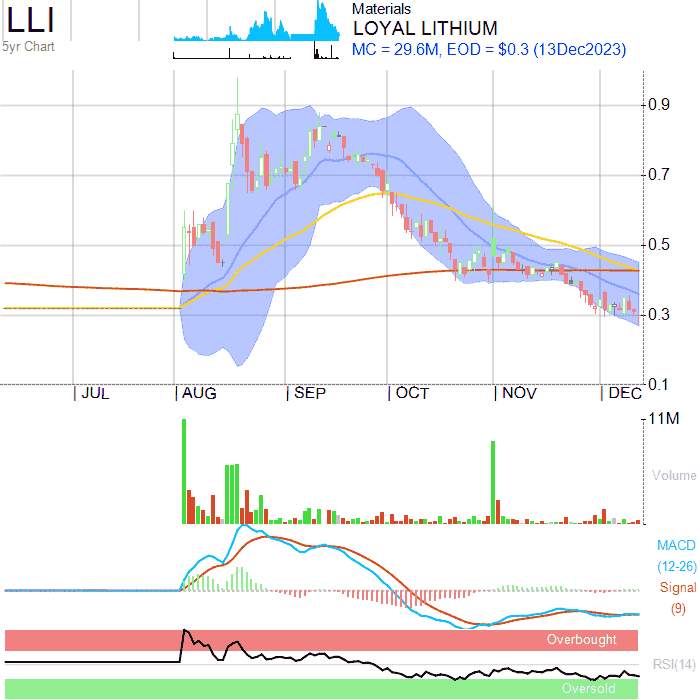 LLI
5yr Chart
Materials
LOYAL LITHIUM
MC = 29.6M, EOD = $0.3 (13Dec2023)
0.9
0.7
0.5
0.3
0.1
JUL
AUG
SEP
OCT
NOV
DEC
11M
Volume
MACD
(12-26)
Signal
(9)
Overbought
RSI(14)
Oversold